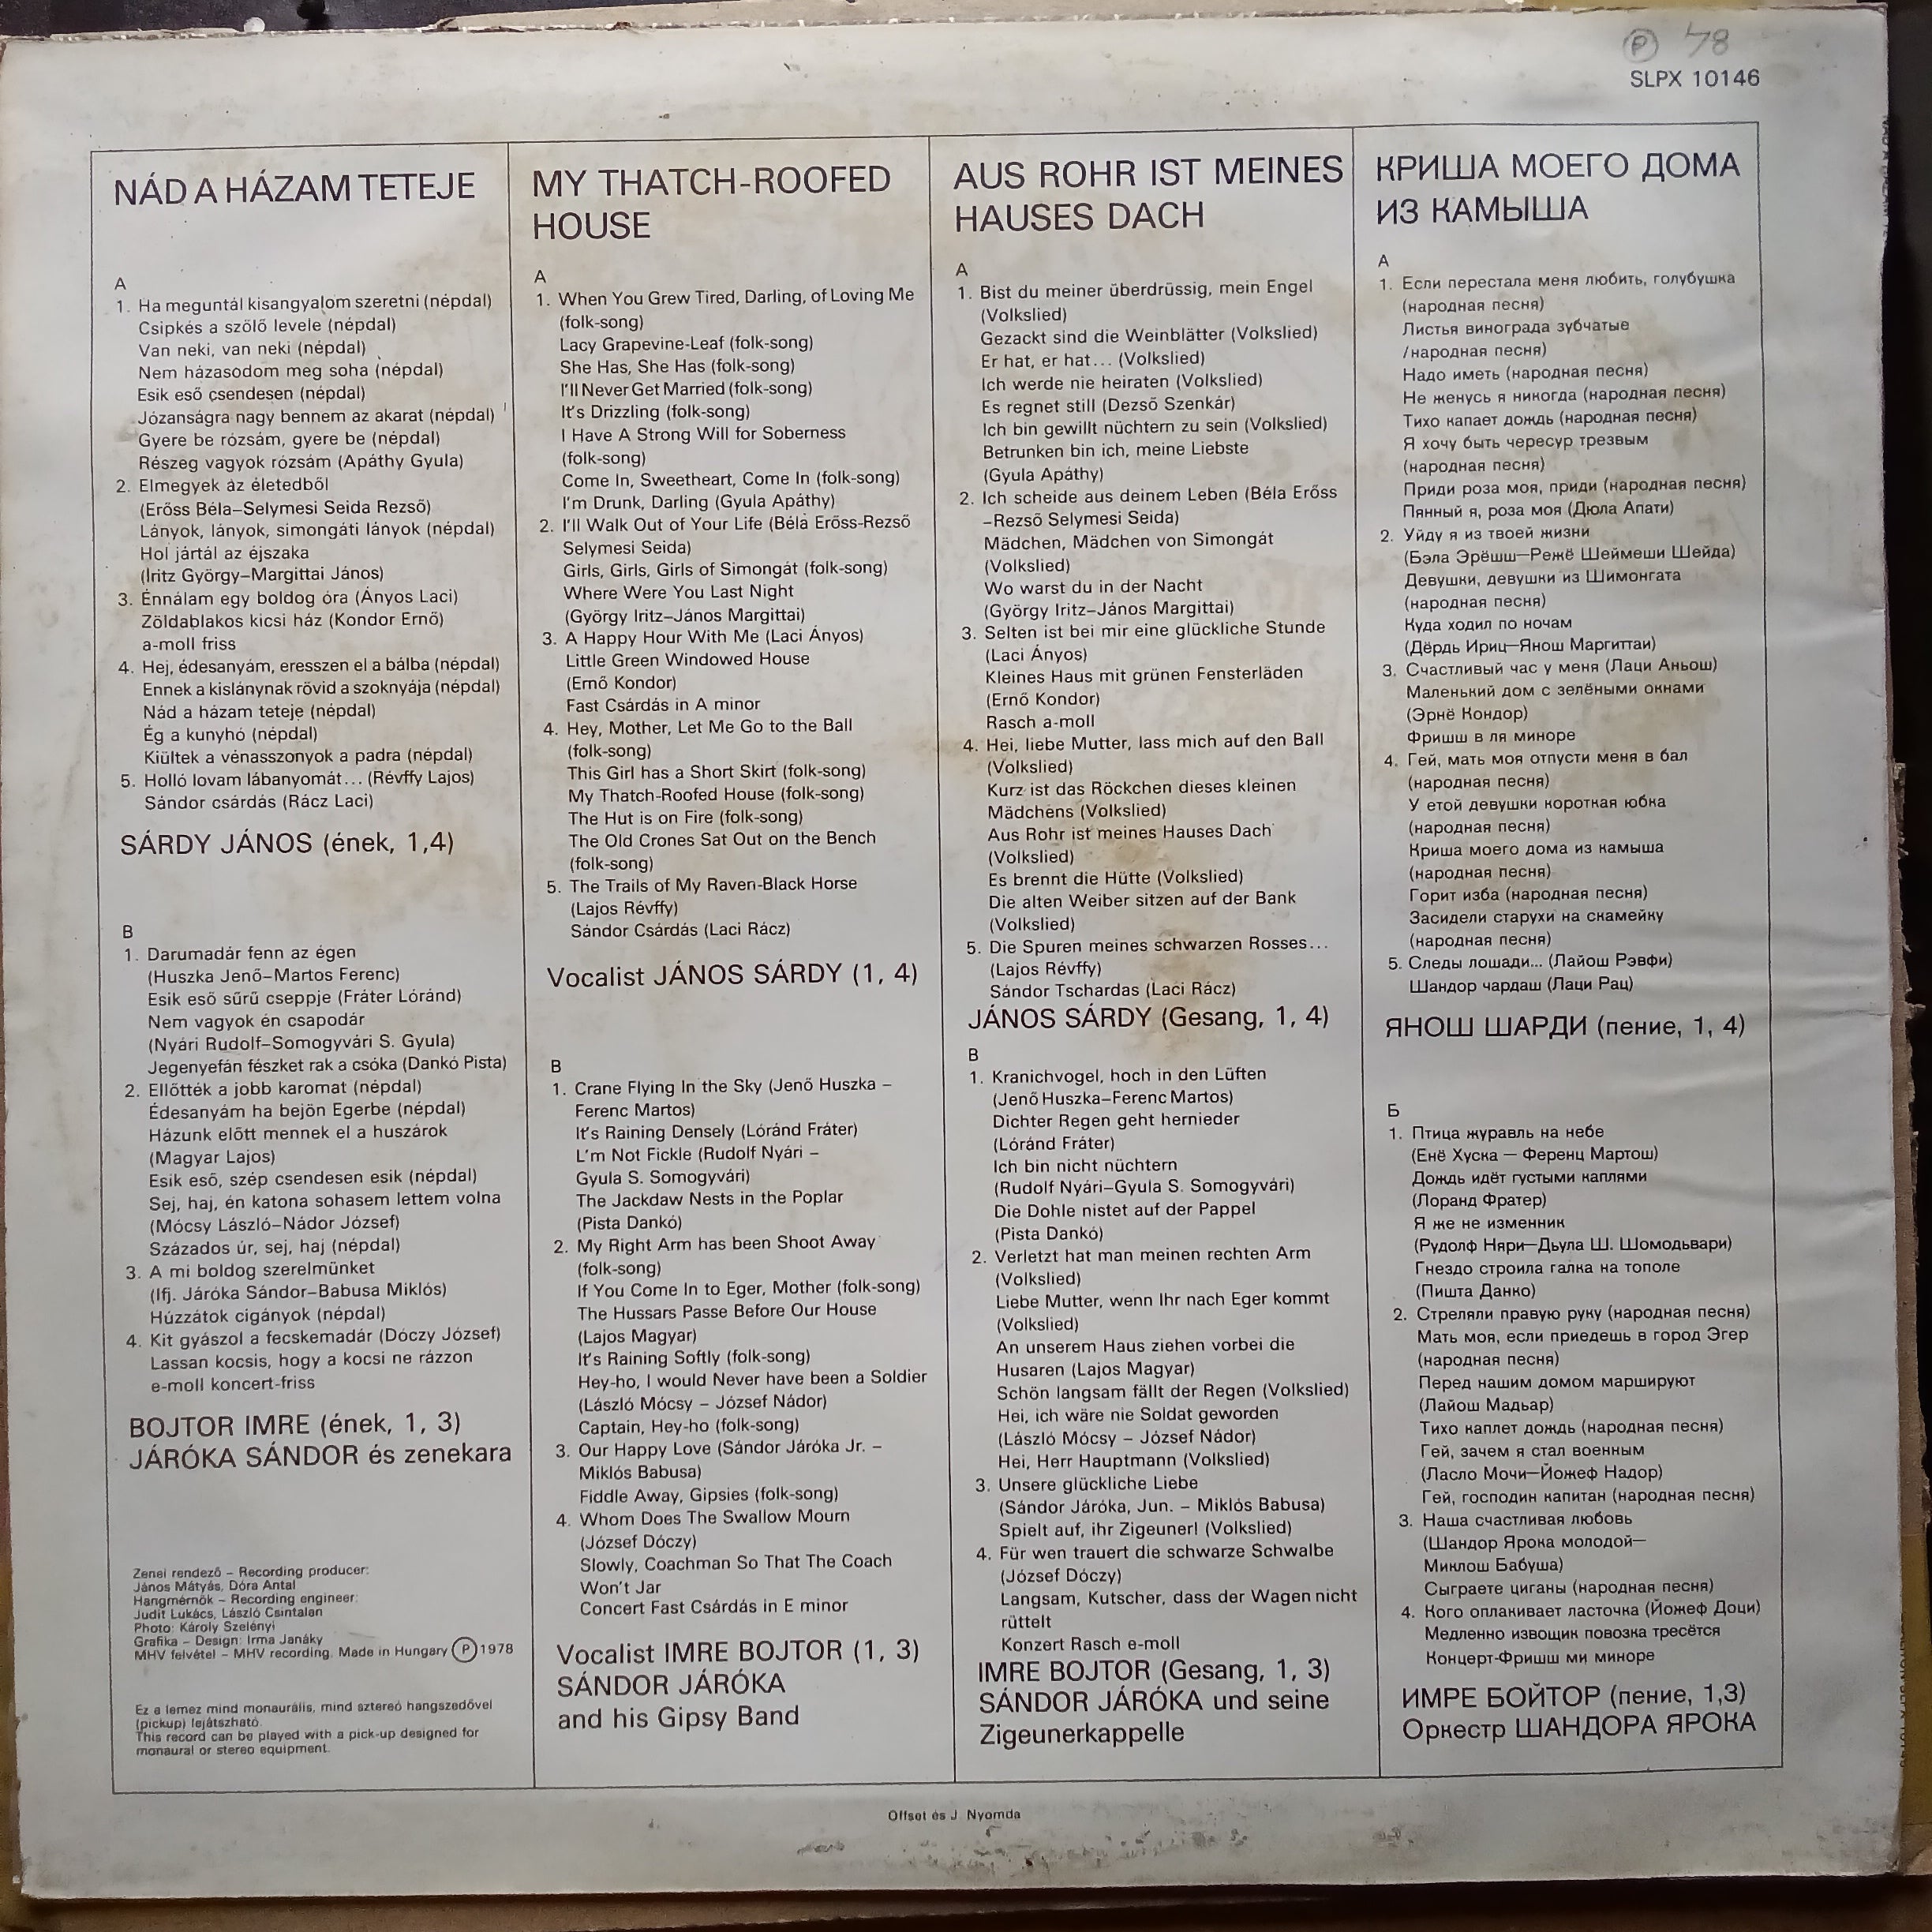 Ⓟ '78
SLPX 10146
NÁD A HÁZAM TETEJE
A
1. Ha meguntál kisangyalom szeretni (népdal)
Csipkés a szőlő levele (népdal)
Van neki, van neki (népdal)
Nem házasodom meg soha (népdal)
Esik eső csendesen (népdal)
Józanságra nagy bennem az akarat (népdal)
Gyere be rózsám, gyere be (népdal)
Részeg vagyok rózsám (Apáthy Gyula)
2. Elmegyek az életedből
(Erőss Béla–Selymesi Seida Rezső)
Lányok, lányok, simongáti lányok (népdal)
Hol jártál az éjszaka
(Iritz György–Margittai János)
3. Énnálam egy boldog óra (Ányos Laci)
Zöldablakos kicsi ház (Kondor Ernő)
a-moll friss
4. Hej, édesanyám, eresszen el a bálba (népdal)
Ennek a kislánynak rövid a szoknyája (népdal)
Nád a házam teteje (népdal)
Ég a kunyhó (népdal)
Kiültek a vénasszonyok a padra (népdal)
5. Holló lovam lábanyomát... (Révffy Lajos)
Sándor csárdás (Rácz Laci)
SÁRDY JÁNOS (ének, 1,4)
B
1. Darumadár fenn az égen
(Huszka Jenő–Martos Ferenc)
Esik eső sűrű cseppje (Fráter Lóránd)
Nem vagyok én csapodár
(Nyári Rudolf–Somogyvári S. Gyula)
Jegenyefán fészket rak a csóka (Dankó Pista)
2. Ellőtték a jobb karomat (népdal)
Édesanyám ha bejön Egerbe (népdal)
Házunk előtt mennek el a huszárok
(Magyar Lajos)
Esik eső, szép csendesen esik (népdal)
Sej, haj, én katona sohasem lettem volna
(Mócsy László–Nádor József)
Százados úr, sej, haj (népdal)
3. A mi boldog szerelmünket
(Ifj. Járóka Sándor–Babusa Miklós)
Húzzátok cigányok (népdal)
4. Kit gyászol a fecskemadár (Dóczy József)
Lassan kocsis, hogy a kocsi ne rázzon
e-moll koncert-friss
BOJTOR IMRE (ének, 1, 3)
JÁRÓKA SÁNDOR és zenekara
Zenei rendező – Recording producer:
János Mátyás, Dóra Antal
Hangmérnök – Recording engineer:
Judit Lukács, László Csintalan
Photo: Károly Szelényi
Grafika – Design: Irma Janáky
MHV felvétel – MHV recording. Made in Hungary Ⓟ 1978
Ez a lemez mind monaurális, mind sztereó hangszedővel
(pickup) lejátszható.
This record can be played with a pick-up designed for
monaural or stereo equipment.
MY THATCH-ROOFED
HOUSE
A
1. When You Grew Tired, Darling, of Loving Me
(folk-song)
Lacy Grapevine-Leaf (folk-song)
She Has, She Has (folk-song)
I'll Never Get Married (folk-song)
It's Drizzling (folk-song)
I Have A Strong Will for Soberness
(folk-song)
Come In, Sweetheart, Come In (folk-song)
I'm Drunk, Darling (Gyula Apáthy)
2. I'll Walk Out of Your Life (Béla Erőss-Rezső
Selymesi Seida)
Girls, Girls, Girls of Simongát (folk-song)
Where Were You Last Night
(György Iritz–János Margittai)
3. A Happy Hour With Me (Laci Ányos)
Little Green Windowed House
(Ernő Kondor)
Fast Csárdás in A minor
4. Hey, Mother, Let Me Go to the Ball
(folk-song)
This Girl has a Short Skirt (folk-song)
My Thatch-Roofed House (folk-song)
The Hut is on Fire (folk-song)
The Old Crones Sat Out on the Bench
(folk-song)
5. The Trails of My Raven-Black Horse
(Lajos Révffy)
Sándor Csárdás (Laci Rácz)
Vocalist JÁNOS SÁRDY (1, 4)
B
1. Crane Flying In the Sky (Jenő Huszka –
Ferenc Martos)
It's Raining Densely (Lóránd Fráter)
L'm Not Fickle (Rudolf Nyári –
Gyula S. Somogyvári)
The Jackdaw Nests in the Poplar
(Pista Dankó)
2. My Right Arm has been Shoot Away
(folk-song)
If You Come In to Eger, Mother (folk-song)
The Hussars Passe Before Our House
(Lajos Magyar)
It's Raining Softly (folk-song)
Hey-ho, I would Never have been a Soldier
(László Mócsy – József Nádor)
Captain, Hey-ho (folk-song)
3. Our Happy Love (Sándor Járóka Jr. –
Miklós Babusa)
Fiddle Away, Gipsies (folk-song)
4. Whom Does The Swallow Mourn
(József Dóczy)
Slowly, Coachman So That The Coach
Won't Jar
Concert Fast Csárdás in E minor
Vocalist IMRE BOJTOR (1, 3)
SÁNDOR JÁRÓKA
and his Gipsy Band
AUS ROHR IST MEINES
HAUSES DACH
A
1. Bist du meiner überdrüssig, mein Engel
(Volkslied)
Gezackt sind die Weinblätter (Volkslied)
Er hat, er hat... (Volkslied)
Ich werde nie heiraten (Volkslied)
Es regnet still (Dezső Szenkár)
Ich bin gewillt nüchtern zu sein (Volkslied)
Betrunken bin ich, meine Liebste
(Gyula Apáthy)
2. Ich scheide aus deinem Leben (Béla Erőss
–Rezső Selymesi Seida)
Mädchen, Mädchen von Simongát
(Volkslied)
Wo warst du in der Nacht
(György Iritz–János Margittai)
3. Selten ist bei mir eine glückliche Stunde
(Laci Ányos)
Kleines Haus mit grünen Fensterläden
(Ernő Kondor)
Rasch a-moll
4. Hei, liebe Mutter, lass mich auf den Ball
(Volkslied)
Kurz ist das Röckchen dieses kleinen
Mädchens (Volkslied)
Aus Rohr ist meines Hauses Dach
(Volkslied)
Es brennt die Hütte (Volkslied)
Die alten Weiber sitzen auf der Bank
(Volkslied)
5. Die Spuren meines schwarzen Rosses...
(Lajos Révffy)
Sándor Tschardas (Laci Rácz)
JÁNOS SÁRDY (Gesang, 1, 4)
B
1. Kranichvogel, hoch in den Lüften
(Jenő Huszka–Ferenc Martos)
Dichter Regen geht hernieder
(Lóránd Fráter)
Ich bin nicht nüchtern
(Rudolf Nyári–Gyula S. Somogyvári)
Die Dohle nistet auf der Pappel
(Pista Dankó)
2. Verletzt hat man meinen rechten Arm
(Volkslied)
Liebe Mutter, wenn Ihr nach Eger kommt
(Volkslied)
An unserem Haus ziehen vorbei die
Husaren (Lajos Magyar)
Schön langsam fällt der Regen (Volkslied)
Hei, ich wäre nie Soldat geworden
(László Mócsy – József Nádor)
Hei, Herr Hauptmann (Volkslied)
3. Unsere glückliche Liebe
(Sándor Járóka, Jun. – Miklós Babusa)
Spielt auf, ihr Zigeuner! (Volkslied)
4. Für wen trauert die schwarze Schwalbe
(József Dóczy)
Langsam, Kutscher, dass der Wagen nicht
rüttelt
Konzert Rasch e-moll
IMRE BOJTOR (Gesang, 1, 3)
SÁNDOR JÁRÓKA und seine
Zigeunerkappelle
КРИША МОЕГО ДОМА
ИЗ КАМЫША
А
1. Если перестала меня любить, голубушка
(народная песня)
Листья винограда зубчатые
/народная песня)
Надо иметь (народная песня)
Не женусь я никогда (народная песня)
Тихо капает дождь (народная песня)
Я хочу быть чересур трезвым
(народная песня)
Приди роза моя, приди (народная песня)
Пянный я, роза моя (Дюла Апати)
2. Уйду я из твоей жизни
(Бэла Эрёшш—Режё Шеймеши Шейда)
Девушки, девушки из Шимонгата
(народная песня)
Куда ходил по ночам
(Дёрдь Ириц—Янош Маргиттаи)
3. Счастливый час у меня (Лаци Аньош)
Маленький дом с зелёными окнами
(Эрнё Кондор)
Фришш в ля миноре
4. Гей, мать моя отпусти меня в бал
(народная песня)
У етой девушки короткая юбка
(народная песня)
Криша моего дома из камыша
(народная песня)
Горит изба (народная песня)
Засидели старухи на скамейку
(народная песня)
5. Следы лошади... (Лайош Рэвфи)
Шандор чардаш (Лаци Рац)
ЯНОШ ШАРДИ (пение, 1, 4)
Б
1. Птица журавль на небе
(Енё Хуска — Ференц Мартош)
Дождь идёт густыми каплями
(Лоранд Фратер)
Я же не изменник
(Рудолф Няри—Дьула Ш. Шомодьвари)
Гнездо строила галка на тополе
(Пишта Данко)
2. Стреляли правую руку (народная песня)
Мать моя, если приедешь в город Эгер
(народная песня)
Перед нашим домом маршируют
(Лайош Мадьар)
Тихо каплет дождь (народная песня)
Гей, зачем я стал военным
(Ласло Мочи—Йожеф Надор)
Гей, господин капитан (народная песня)
3. Наша счастливая любовь
(Шандор Ярока молодой—
Миклош Бабуша)
Сыграете циганы (народная песня)
4. Кого оплакивает ласточка (Йожеф Доци)
Медленно извощик повозка тресётся
Концерт-Фришш ми миноре
ИМРЕ БОЙТОР (пение, 1,3)
Оркестр ШАНДОРА ЯРОКА
Offset és J. Nyomda